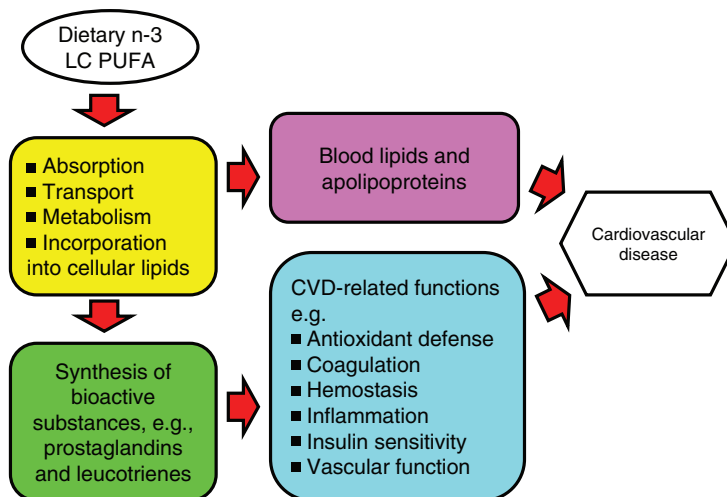 Dietary n-3
LC PUFA
■ Absorption
■ Transport
■ Metabolism
■ Incorporation
into cellular lipids
Blood lipids and
apolipoproteins
Cardiovascular
disease
Synthesis of
bioactive
substances, e.g.,
prostaglandins
and leucotrienes
CVD-related functions
e.g.
■ Antioxidant defense
■ Coagulation
■ Hemostasis
■ Inflammation
■ Insulin sensitivity
■ Vascular function